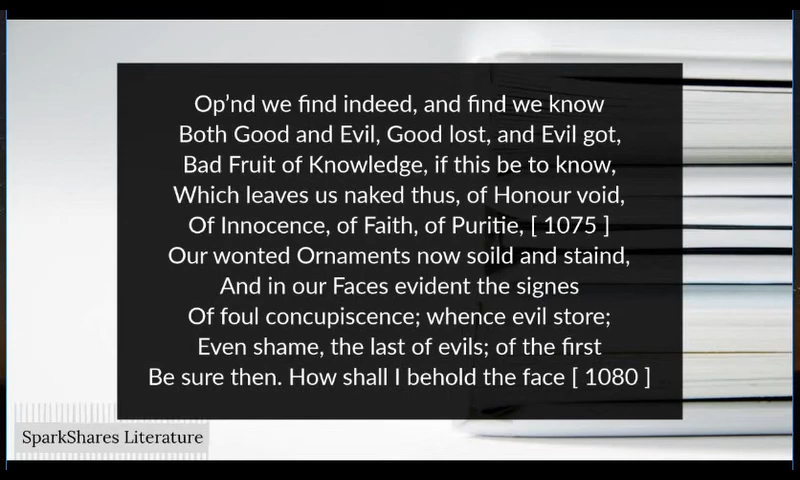 Op’nd we find indeed, and find we know
Both Good and Evil, Good lost, and Evil got,
Bad Fruit of Knowledge, if this be to know,
Which leaves us naked thus, of Honour void,
Of Innocence, of Faith, of Puritie, [ 1075 ]
Our wonted Ornaments now soild and staind,
And in our Faces evident the signes
Of foul concupiscence; whence evil store;
Even shame, the last of evils; of the first
Be sure then. How shall I behold the face [ 1080 ]
SparkShares Literature